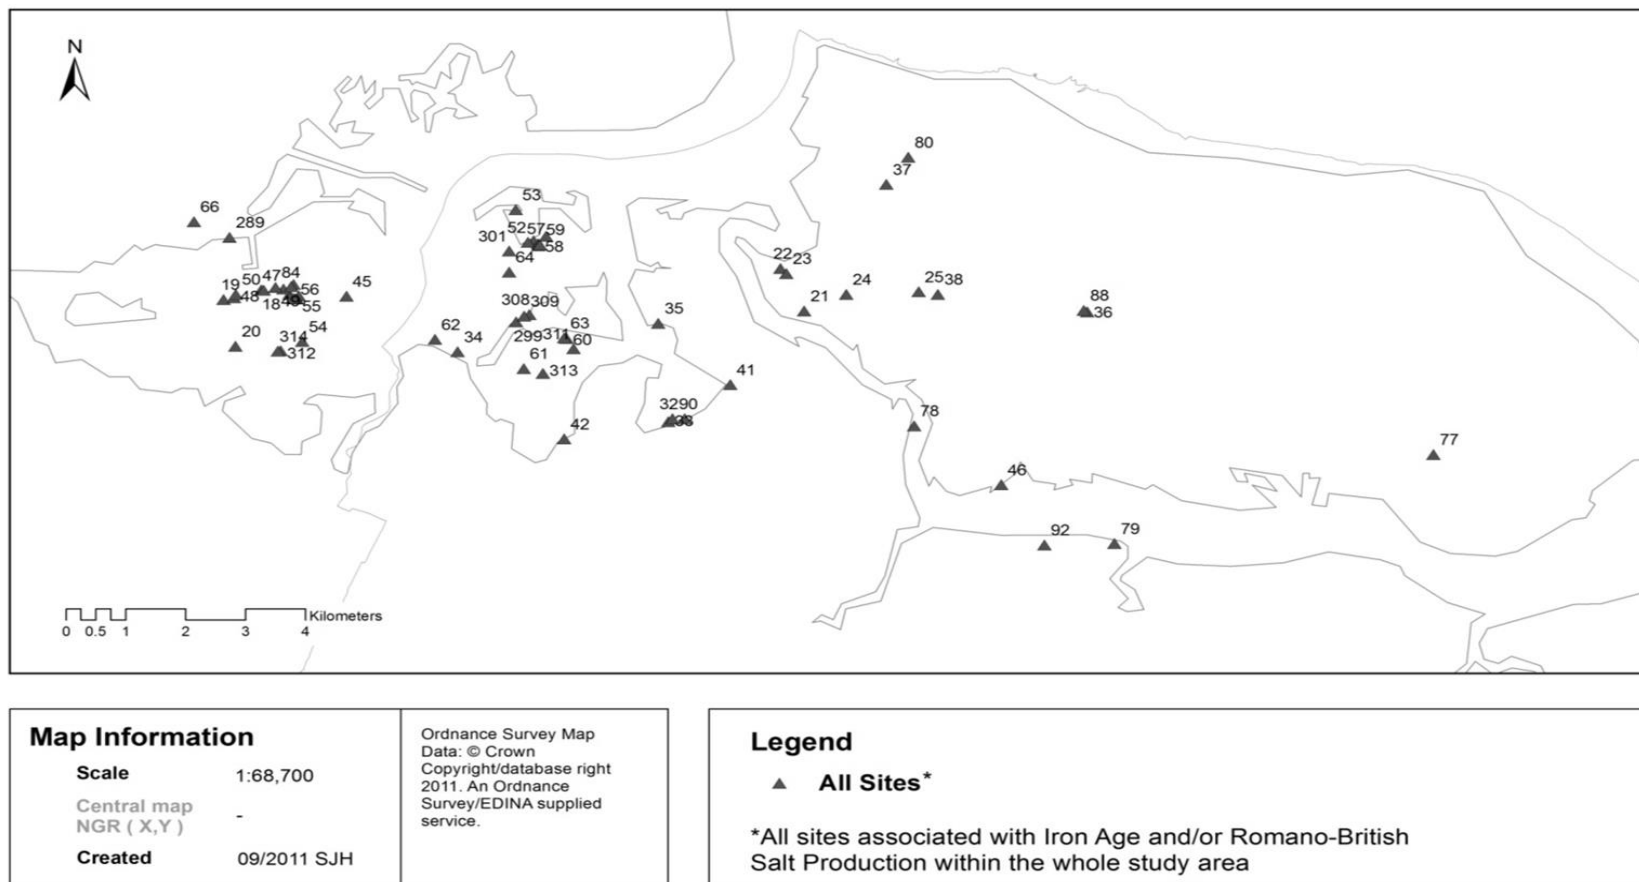 N
80
37
66
289
53
52 57 59
301
58
64
22
23
50 47 84
19
56
45
48
18 49 55
24
25 38
88
36
21
308 309
35
20
314 54
312
62
34
299 311 63
60
61
313
41
3290
33
42
78
77
46
92
79
Kilometers
0 0.5 1 2 3 4
Map Information
Scale 1:68,700
Central map
NGR ( X,Y ) -
Created 09/2011 SJH
Ordnance Survey Map
Data: © Crown
Copyright/database right
2011. An Ordnance
Survey/EDINA supplied
service.
Legend
All Sites*
*All sites associated with Iron Age and/or Romano-British
Salt Production within the whole study area